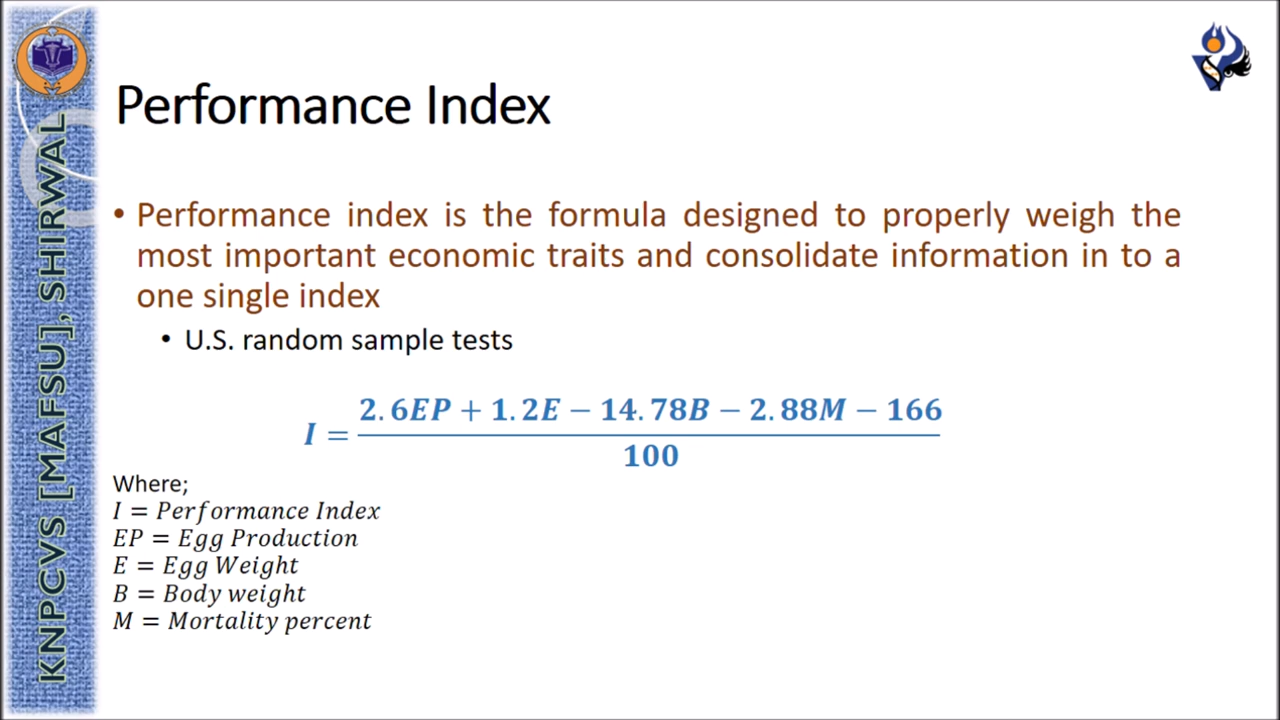 KNPCVS [MAFSU], SHIRWAL
Performance Index
• Performance index is the formula designed to properly weigh the
most important economic traits and consolidate information in to a
one single index
• U.S. random sample tests
I = \frac{2.6EP + 1.2E − 14.78B − 2.88M − 166}{100}
Where;
I = Performance Index
EP = Egg Production
E = Egg Weight
B = Body weight
M = Mortality percent